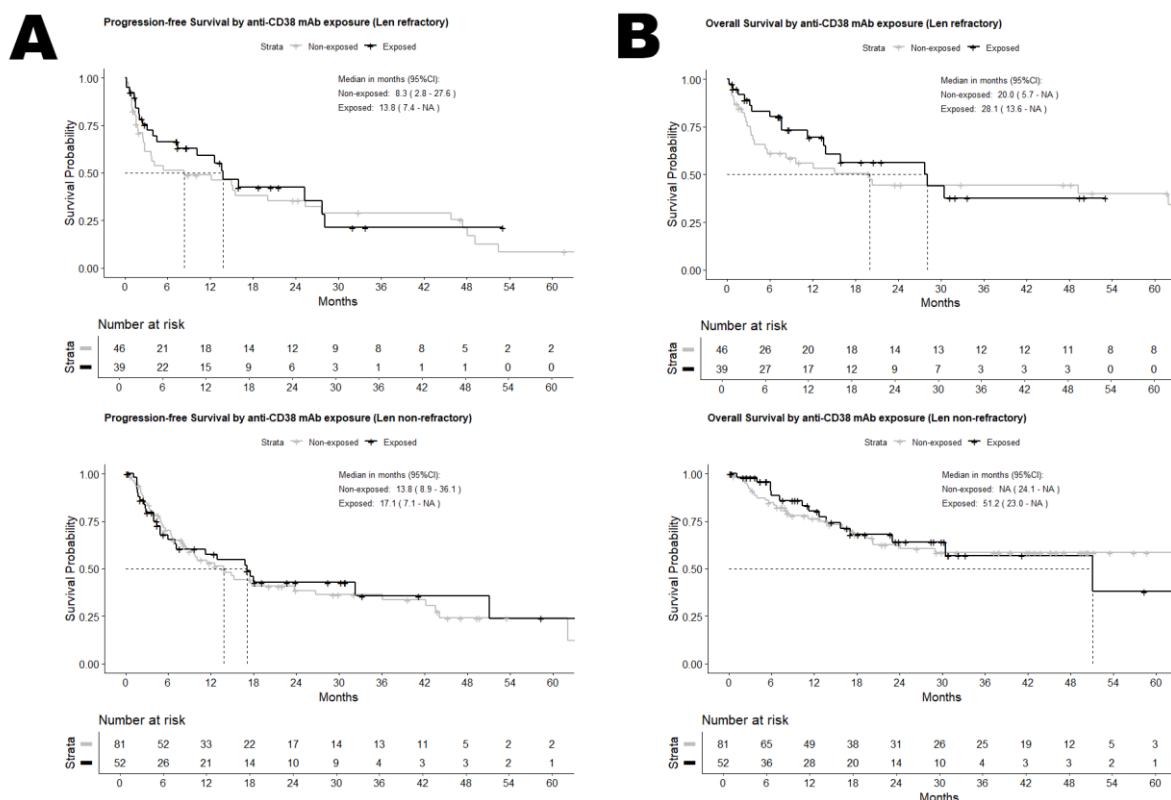 A
Progression-free Survival by anti-CD38 mAb exposure (Len refractory)
Strata Non-exposed Exposed
Median in months (95%CI):
Non-exposed: 8.3 ( 2.8 - 27.6)
Exposed: 13.8 ( 7.4 - NA)
Survival Probability
1.00
0.75
0.50
0.25
0.00
0 6 12 18 24 30 36 42 48 54 60
Months
Number at risk
Strata
46 21 18 14 12 9 8 8 5 2 2
39 22 15 9 6 3 1 1 1 0 0
0 6 12 18 24 30 36 42 48 54 60
Progression-free Survival by anti-CD38 mAb exposure (Len non-refractory)
Strata Non-exposed Exposed
Median in months (95%CI):
Non-exposed: 13.8 ( 8.9 - 36.1)
Exposed: 17.1 ( 7.1 - NA)
Survival Probability
1.00
0.75
0.50
0.25
0.00
0 6 12 18 24 30 36 42 48 54 60
Months
Number at risk
Strata
81 52 33 22 17 14 13 11 5 2 2
52 26 21 14 10 9 4 3 3 2 1
0 6 12 18 24 30 36 42 48 54 60
Months
B
Overall Survival by anti-CD38 mAb exposure (Len refractory)
Strata Non-exposed Exposed
Median in months (95%CI):
Non-exposed: 20.0 ( 5.7 - NA)
Exposed: 28.1 ( 13.6 - NA)
Survival Probability
1.00
0.75
0.50
0.25
0.00
0 6 12 18 24 30 36 42 48 54 60
Months
Number at risk
Strata
46 26 20 18 14 13 12 12 11 8 8
39 27 17 12 9 7 3 3 3 0 0
0 6 12 18 24 30 36 42 48 54 60
Overall Survival by anti-CD38 mAb exposure (Len non-refractory)
Strata Non-exposed Exposed
Median in months (95%CI):
Non-exposed: NA ( 24.1 - NA)
Exposed: 51.2 ( 23.0 - NA)
Survival Probability
1.00
0.75
0.50
0.25
0.00
0 6 12 18 24 30 36 42 48 54 60
Months
Number at risk
Strata
81 65 49 38 31 26 25 19 12 5 3
52 36 28 20 14 10 4 3 3 2 1
0 6 12 18 24 30 36 42 48 54 60
Months